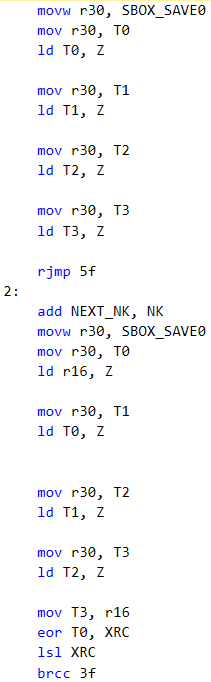 movw r30, SBOX_SAVE0
mov r30, T0
ld T0, Z
mov r30, T1
ld T1, Z
mov r30, T2
ld T2, Z
mov r30, T3
ld T3, Z
rjmp 5f
2:
add NEXT_NK, NK
movw r30, SBOX_SAVE0
mov r30, T0
ld r16, Z
mov r30, T1
ld T0, Z
mov r30, T2
ld T1, Z
mov r30, T3
ld T2, Z
mov T3, r16
eor T0, XRC
lsl XRC
brcc 3f